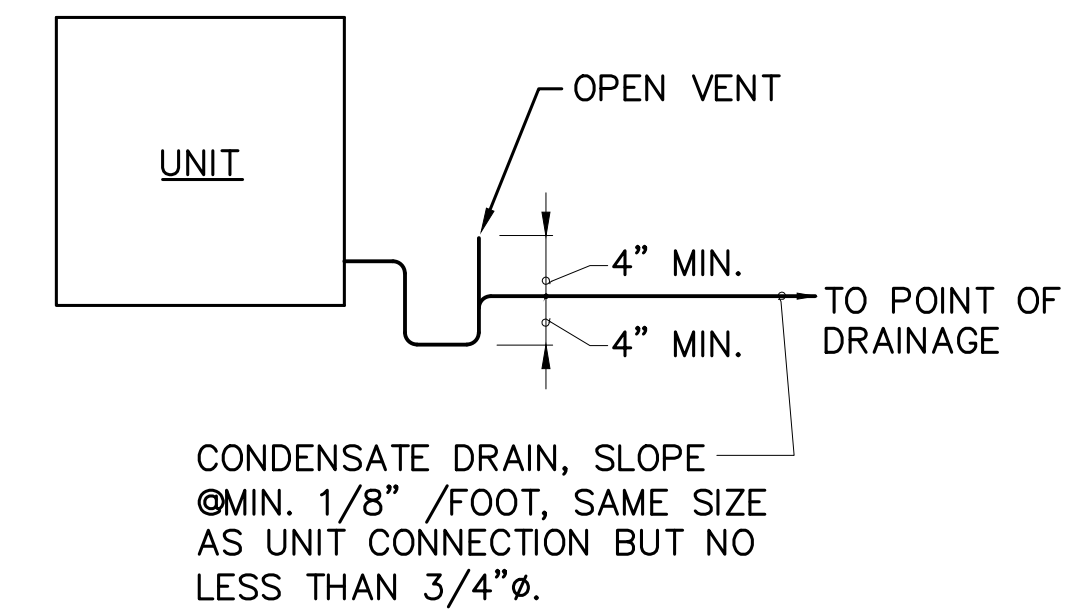 OPEN VENT
UNIT
4” MIN.
TO POINT OF
DRAINAGE
4” MIN.
CONDENSATE DRAIN, SLOPE
@MIN. 1/8” /FOOT, SAME SIZE
AS UNIT CONNECTION BUT NO
LESS THAN 3/4”ø.